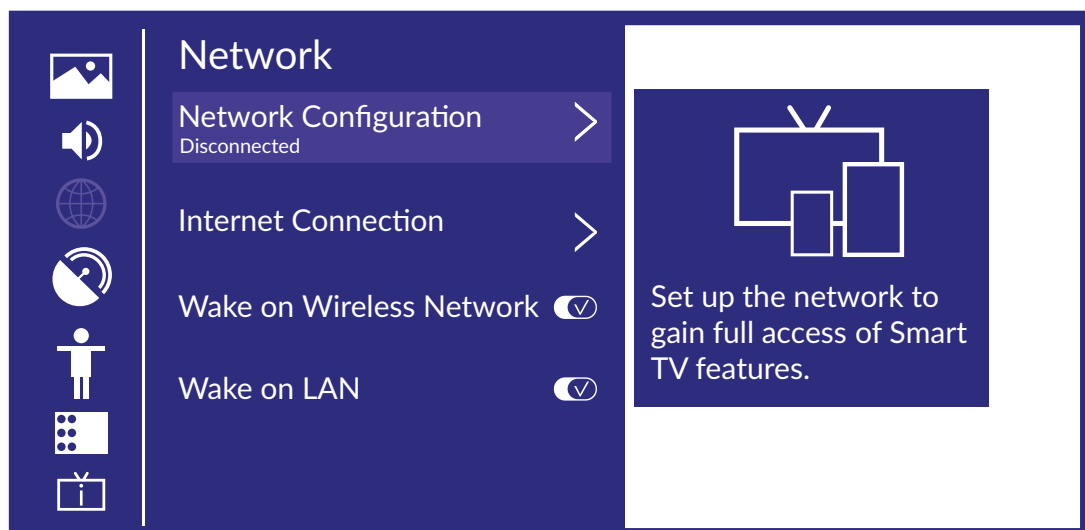 Network
Network Configuration
Disconnected
Internet Connection
Wake on Wireless Network
Wake on LAN
Set up the network to
gain full access of Smart
TV features.
i